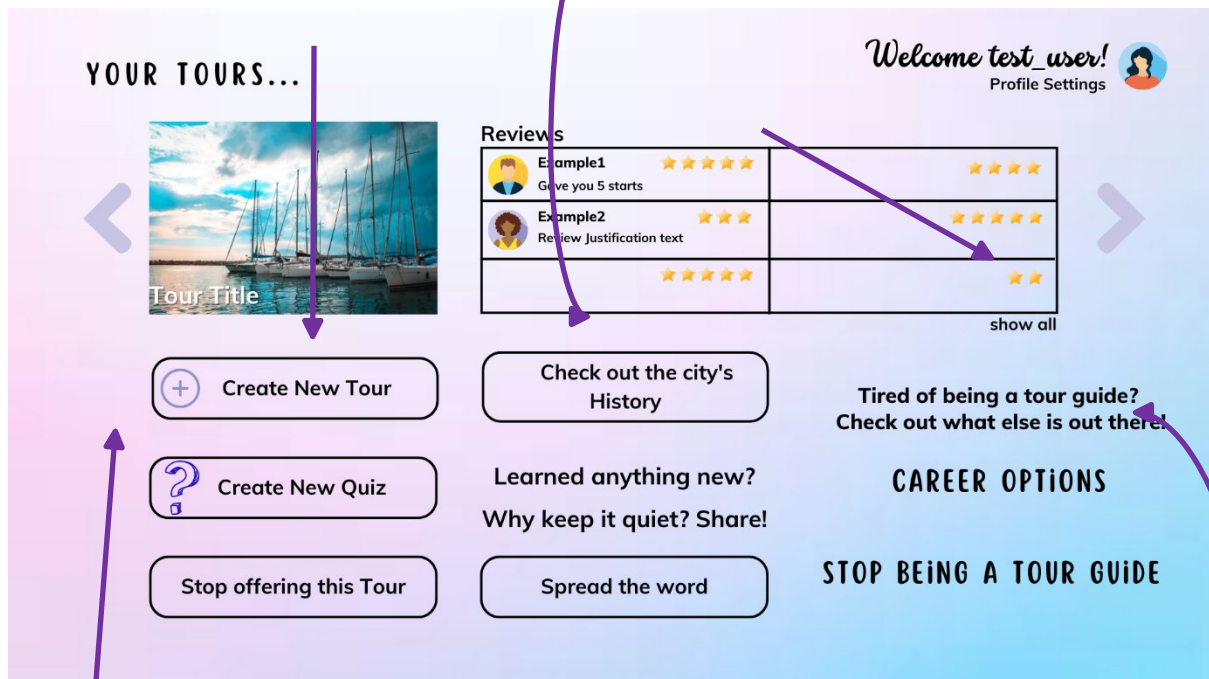 YOUR TOURS...
Welcome test_user!
Profile Settings
Tour Title
Reviews
Example1
Gave you 5 starts
Example2
Review Justification text
show all
Create New Tour
Create New Quiz
Stop offering this Tour
Check out the city's
History
Learned anything new?
Why keep it quiet? Share!
Spread the word
Tired of being a tour guide?
Check out what else is out there!
CAREER OPTiONS
STOP BEiNG A TOUR GUiDE